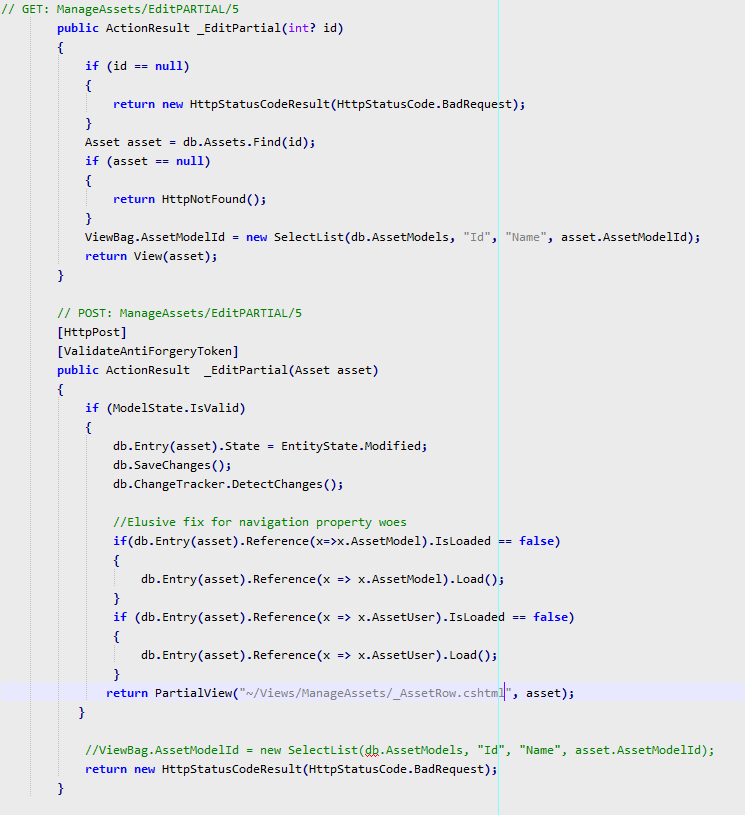 // GET: ManageAssets/EditPARTIAL/5
public ActionResult _EditPartial(int? id)
{
if (id == null)
{
return new HttpStatusCodeResult(HttpStatusCode.BadRequest);
}
Asset asset = db.Assets.Find(id);
if (asset == null)
{
return HttpNotFound();
}
ViewBag.AssetModelId = new SelectList(db.AssetModels, "Id", "Name", asset.AssetModelId);
return View(asset);
}
// POST: ManageAssets/EditPARTIAL/5
[HttpPost]
[ValidateAntiForgeryToken]
public ActionResult  _EditPartial(Asset asset)
{
if (ModelState.IsValid)
{
db.Entry(asset).State = EntityState.Modified;
db.SaveChanges();
db.ChangeTracker.DetectChanges();
//Elusive fix for navigation property woes
if(db.Entry(asset).Reference(x=>x.AssetModel).IsLoaded == false)
{
db.Entry(asset).Reference(x => x.AssetModel).Load();
}
if (db.Entry(asset).Reference(x => x.AssetUser).IsLoaded == false)
{
db.Entry(asset).Reference(x => x.AssetUser).Load();
}
return PartialView("~/Views/ManageAssets/_AssetRow.cshtml", asset);
}
//ViewBag.AssetModelId = new SelectList(db.AssetModels, "Id", "Name", asset.AssetModelId);
return new HttpStatusCodeResult(HttpStatusCode.BadRequest);
}